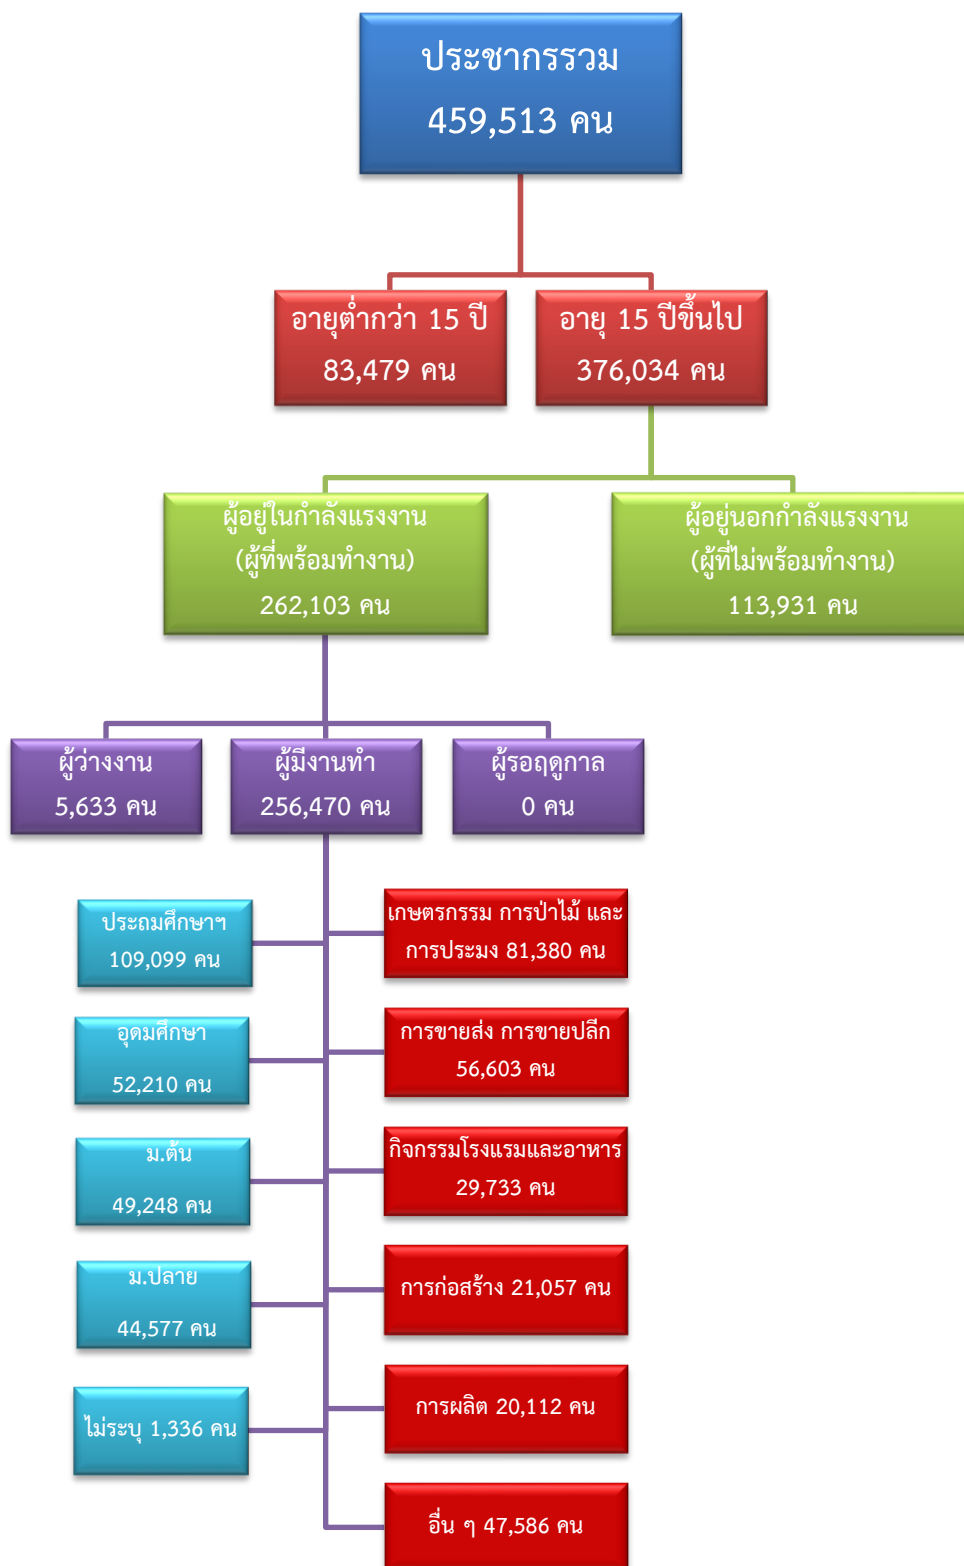 ประชากรรวม
459,513 คน
อายุต่ำกว่า 15 ปี
83,479 คน
อายุ 15 ปีขึ้นไป
376,034 คน
ผู้อยู่ในกำลังแรงงาน
(ผู้ที่พร้อมทำงาน)
262,103 คน
ผู้อยู่นอกกำลังแรงงาน
(ผู้ที่ไม่พร้อมทำงาน)
113,931 คน
ผู้ว่างงาน
5,633 คน
ผู้มีงานทำ
256,470 คน
ผู้รอฤดูกาล
0 คน
ประถมศึกษาฯ
109,099 คน
อุดมศึกษา
52,210 คน
ม.ต้น
49,248 คน
ม.ปลาย
44,577 คน
ไม่ระบุ 1,336 คน
เกษตรกรรม การป่าไม้ และ
การประมง 81,380 คน
การขายส่ง การขายปลีก
56,603 คน
กิจกรรมโรงแรมและอาหาร
29,733 คน
การก่อสร้าง 21,057 คน
การผลิต 20,112 คน
อื่น ๆ 47,586 คน